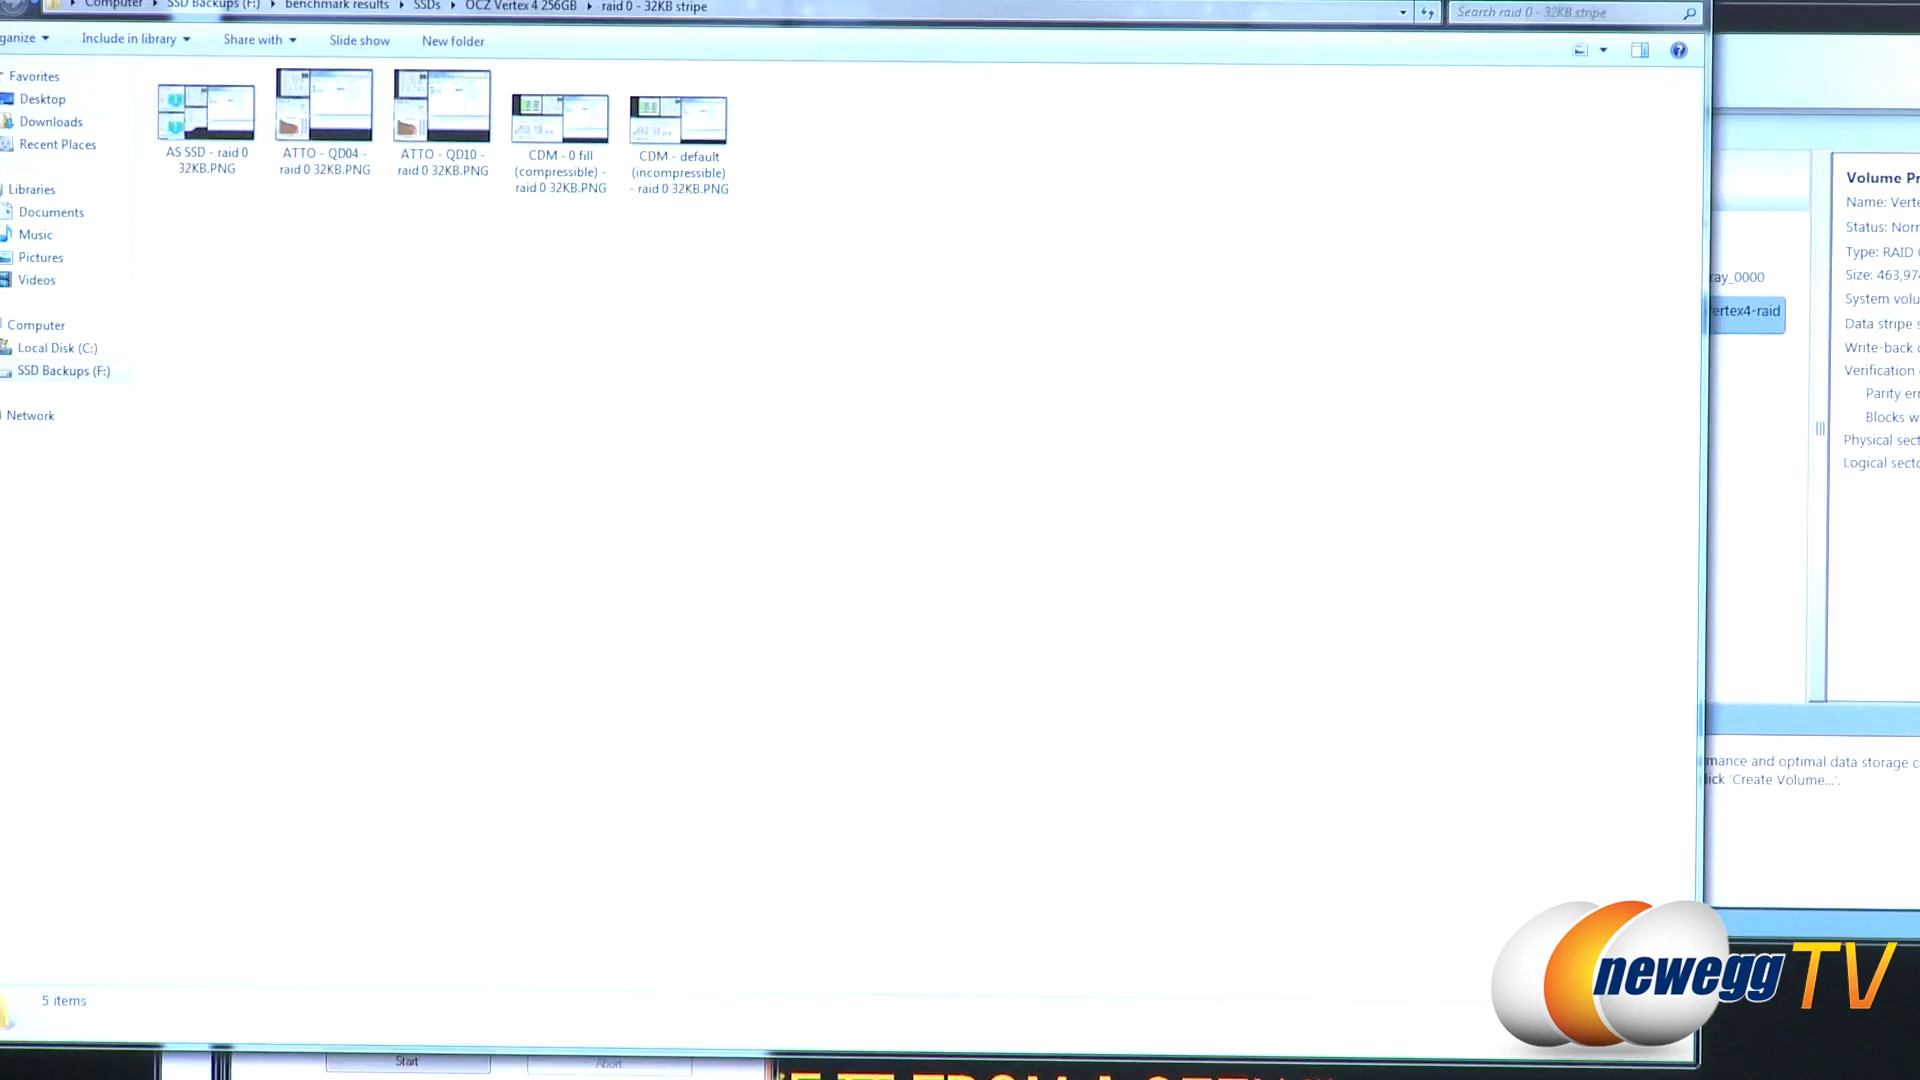 Computer SSD Backups (F:) benchmark results SSDs OCZ Vertex 4 256GB raid 0 - 32KB stripe
Search raid 0 - 32KB stripe
ganize Include in library Share with Slide show New folder
Favorites
Desktop
Downloads
Recent Places
Libraries
Documents
Music
Pictures
Videos
Computer
Local Disk (C:)
SSD Backups (F:)
Network
AS SSD - raid 0
32KB.PNG
ATTO - QD04 -
raid 0 32KB.PNG
ATTO - QD10 -
raid 0 32KB.PNG
CDM - 0 fill
(compressible) -
raid 0 32KB.PNG
CDM - default
(incompressible)
- raid 0 32KB.PNG
ray_0000
ertex4-raid
Volume Pr
Name: Verte
Status: Norr
Type: RAID
Size: 463,974
System volu
Data stripe s
Write-back c
Verification
Parity err
Blocks w
Physical sect
Logical secto
mance and optimal data storage c
lick 'Create Volume...'.
5 items
Start
Abort
newegg TV